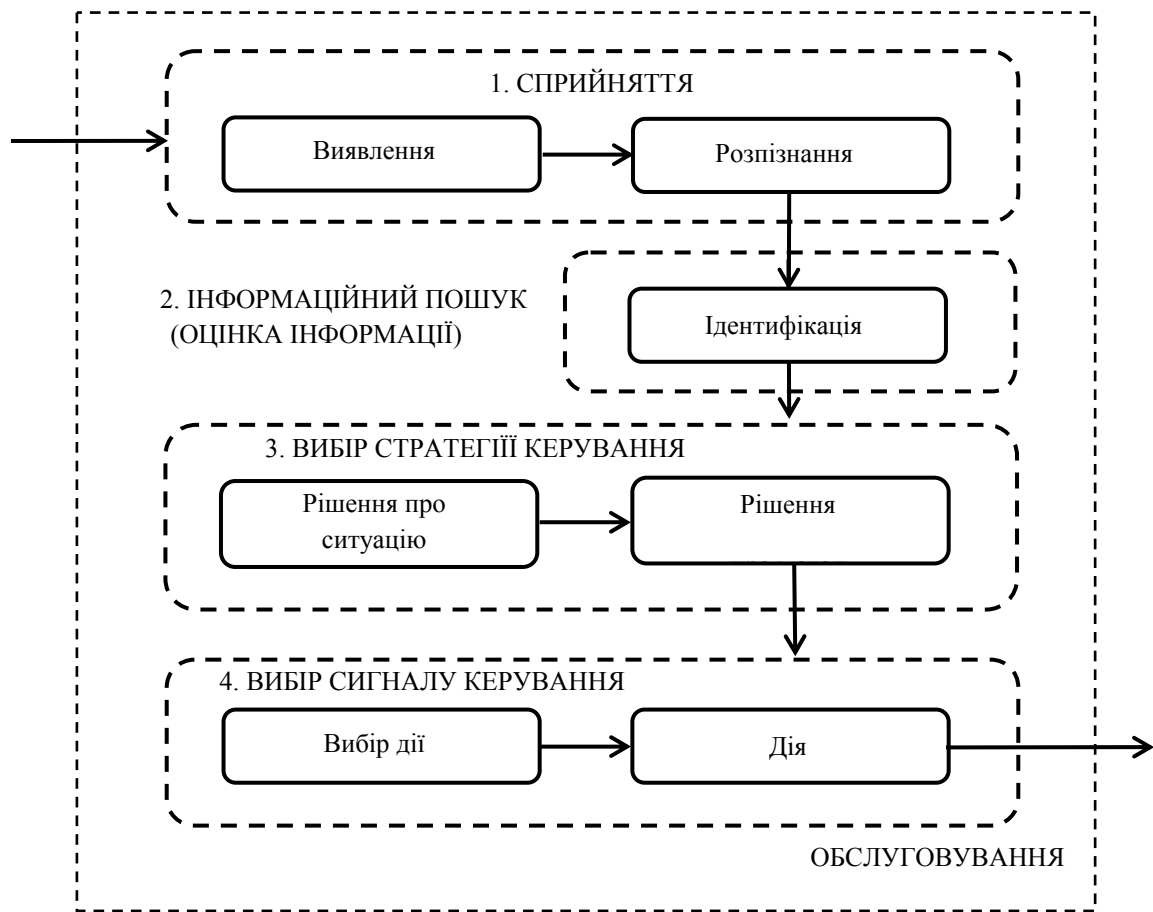 1. СПРИЙНЯТТЯ
Виявлення
Розпізнання
2. ІНФОРМАЦІЙНИЙ ПОШУК
(ОЦІНКА ІНФОРМАЦІЇ)
Ідентифікація
3. ВИБІР СТРАТЕГІЇЇ КЕРУВАННЯ
Рішення про
ситуацію
Рішення
4. ВИБІР СИГНАЛУ КЕРУВАННЯ
Вибір дії
Дія
ОБСЛУГОВУВАННЯ